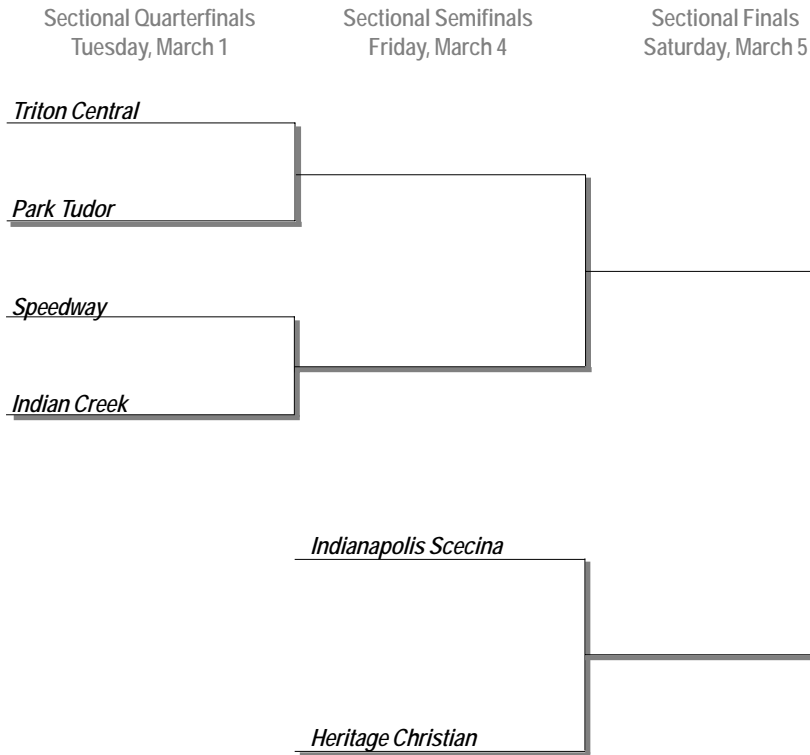 Sectional Quarterfinals
Tuesday, March 1
Sectional Semifinals
Friday, March 4
Sectional Finals
Saturday, March 5
Triton Central
Park Tudor
Speedway
Indian Creek
Indianapolis Scecina
Heritage Christian